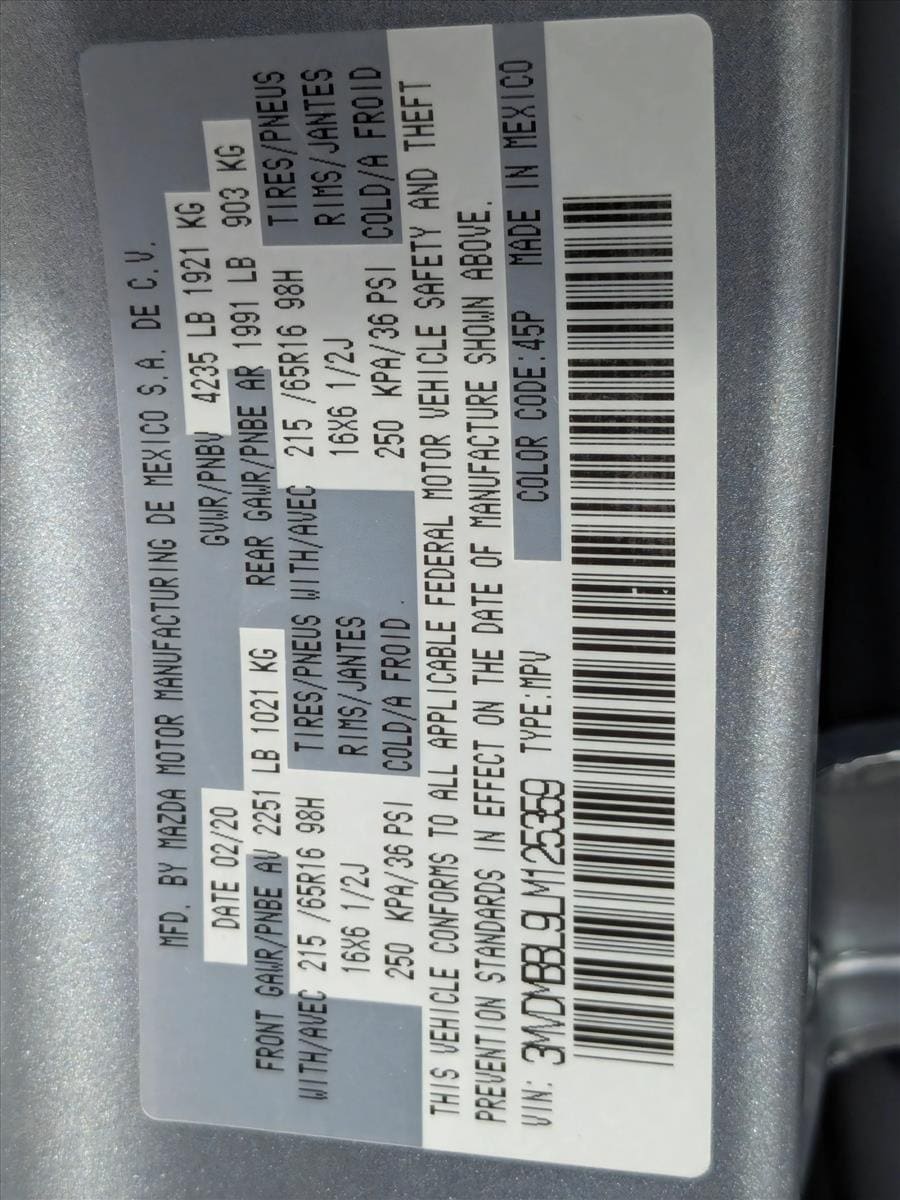 MFD. BY MAZDA MOTOR MANUFACTURING DE MEXICO S.A. DE C.V.
DATE 02/20 GVWR/PNBV 4235 LB 1921 KG
FRONT GAWR/PNBE AV 2251 LB 1021 KG REAR GAWR/PNBE AR 1991 LB 903 KG
WITH/AVEC 215 /65R16 98H TIRES/PNEUS WITH/AVEC 215 /65R16 98H TIRES/PNEUS
16X6 1/2J RIMS/JANTES 16X6 1/2J RIMS/JANTES
250 KPA/36 PSI COLD/A FROID. 250 KPA/36 PSI COLD/A FROID
THIS VEHICLE CONFORMS TO ALL APPLICABLE FEDERAL MOTOR VEHICLE SAFETY AND THEFT
PREVENTION STANDARDS IN EFFECT ON THE DATE OF MANUFACTURE SHOWN ABOVE.
VIN: 3MVDMBBL9LM125359 TYPE:MPV COLOR CODE:45P MADE IN MEXICO